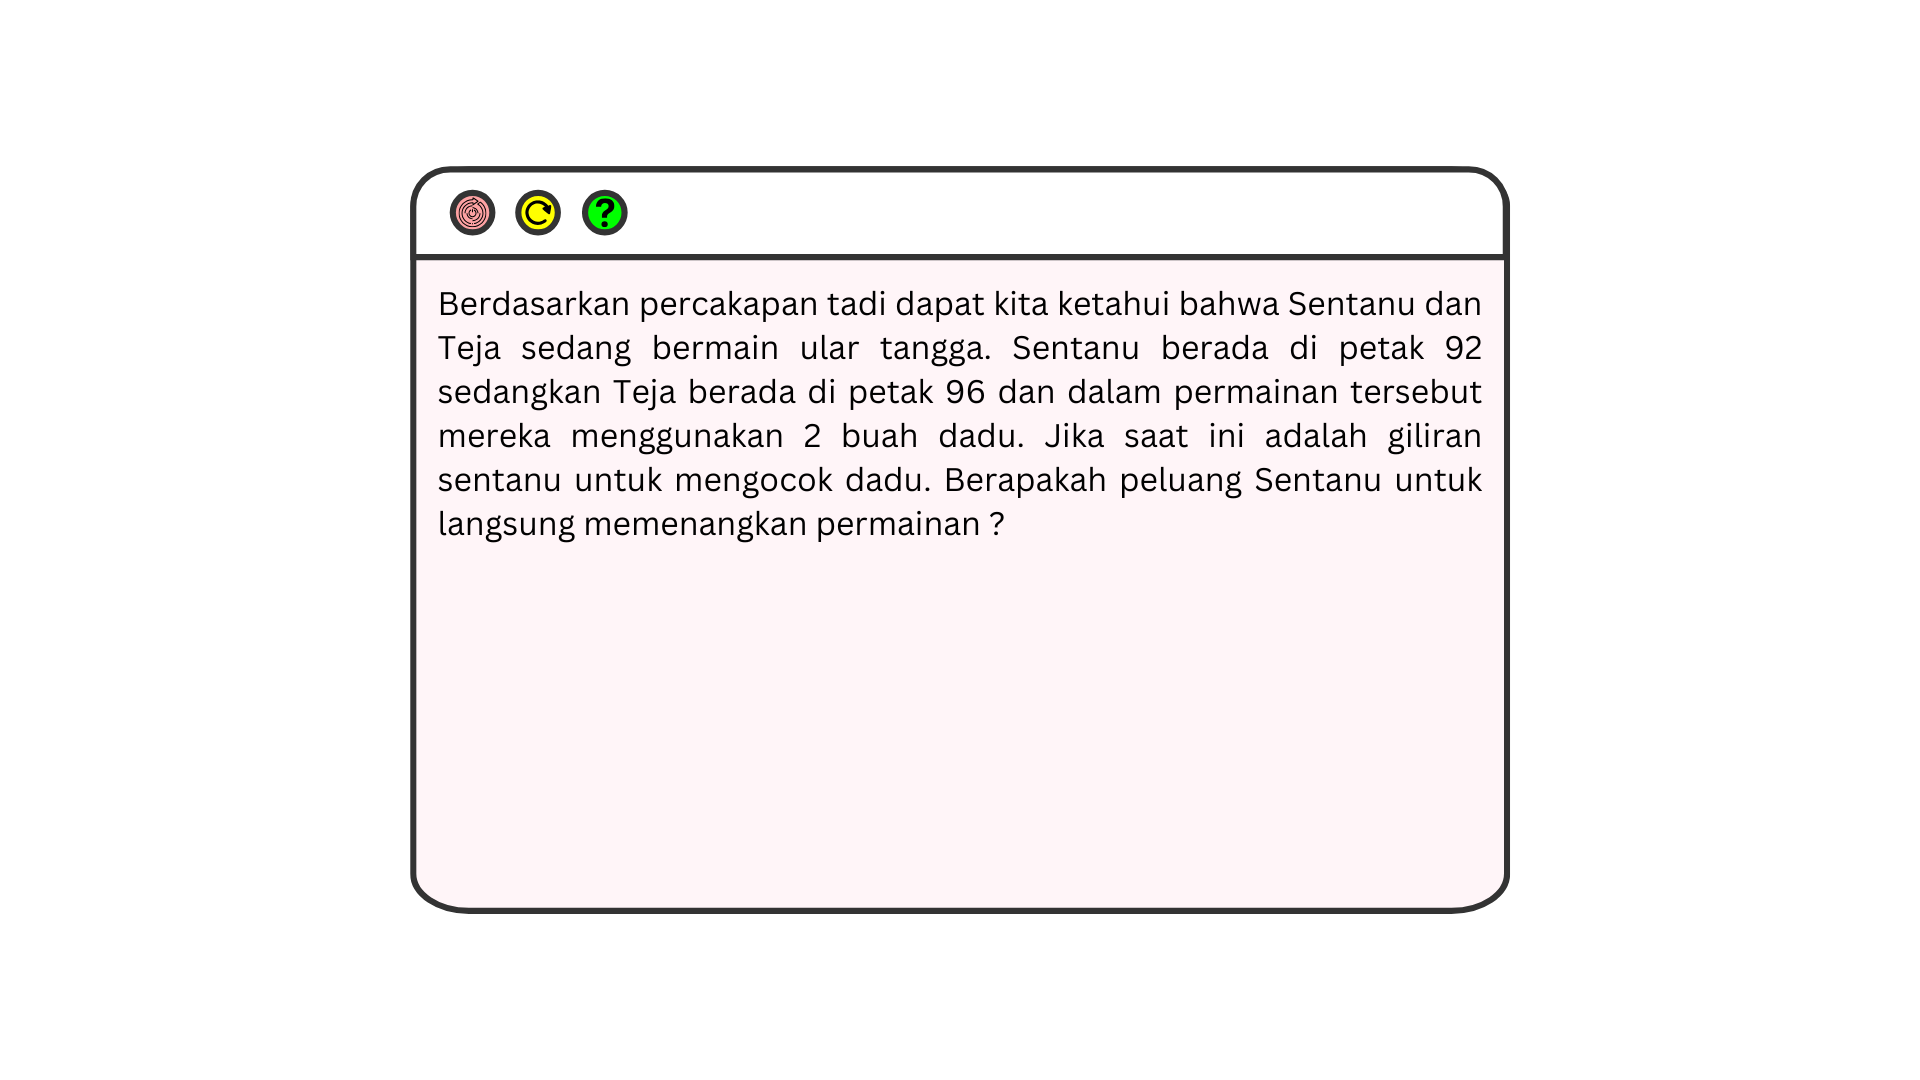 ?
Berdasarkan percakapan tadi dapat kita ketahui bahwa Sentanu dan
Teja sedang bermain ular tangga. Sentanu berada di petak 92
sedangkan Teja berada di petak 96 dan dalam permainan tersebut
mereka menggunakan 2 buah dadu. Jika saat ini adalah giliran
sentanu untuk mengocok dadu. Berapakah peluang Sentanu untuk
langsung memenangkan permainan ?